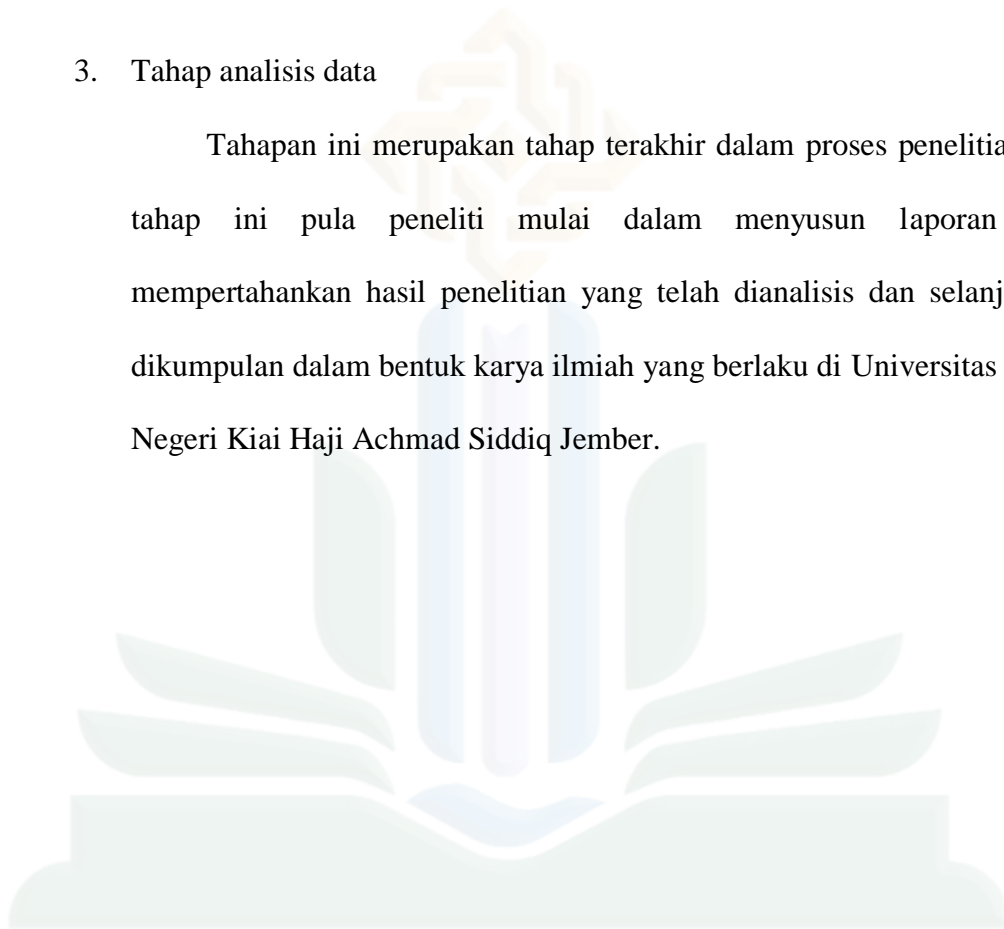 3. Tahap analisis data
Tahapan ini merupakan tahap terakhir dalam proses penelitia
tahap ini pula peneliti mulai dalam menyusun laporan
mempertahankan hasil penelitian yang telah dianalisis dan selanj
dikumpulan dalam bentuk karya ilmiah yang berlaku di Universitas
Negeri Kiai Haji Achmad Siddiq Jember.